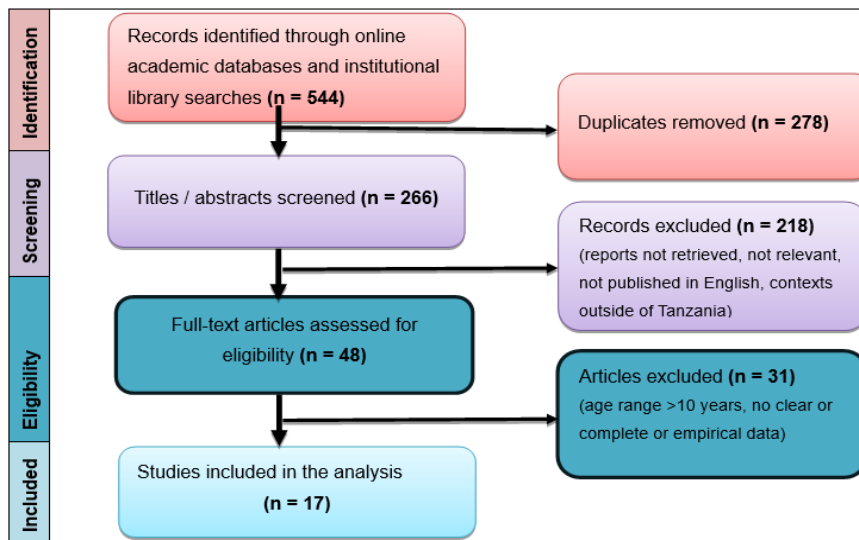 Identification
Records identified through online
academic databases and institutional
library searches (n = 544)
Duplicates removed (n = 278)
Screening
Titles / abstracts screened (n = 266)
Records excluded (n = 218)
(reports not retrieved, not relevant,
not published in English, contexts
outside of Tanzania)
Eligibility
Full-text articles assessed for
eligibility (n = 48)
Articles excluded (n = 31)
(age range >10 years, no clear or
complete or empirical data)
Included
Studies included in the analysis
(n = 17)